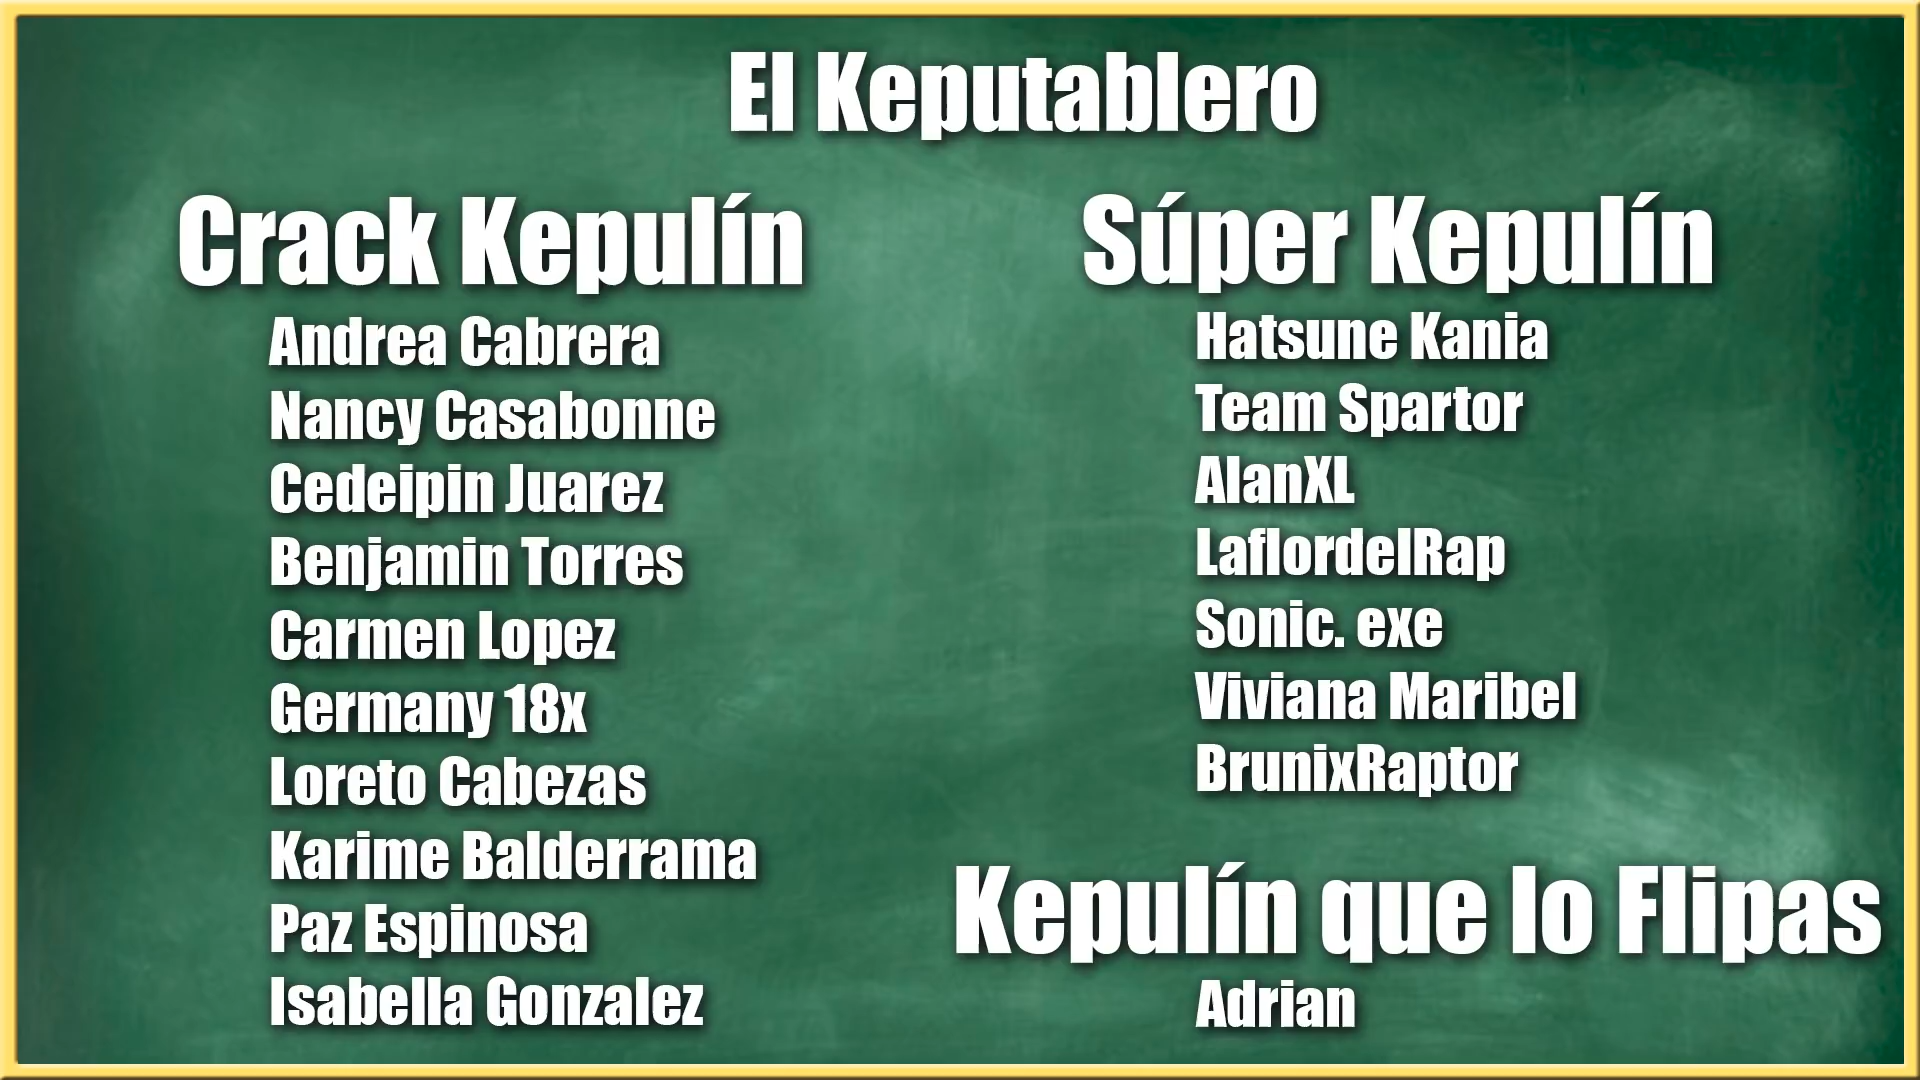 El Keputablero
Crack Kepulín
Andrea Cabrera
Nancy Casabonne
Cedeipin Juarez
Benjamin Torres
Carmen Lopez
Germany 18x
Loreto Cabezas
Karime Balderrama
Paz Espinosa
Isabella Gonzalez
Súper Kepulín
Hatsune Kania
Team Spartor
AlanXL
LaflordelRap
Sonic. exe
Viviana Maribel
BrunixRaptor
Kepulín que lo Flipas
Adrian